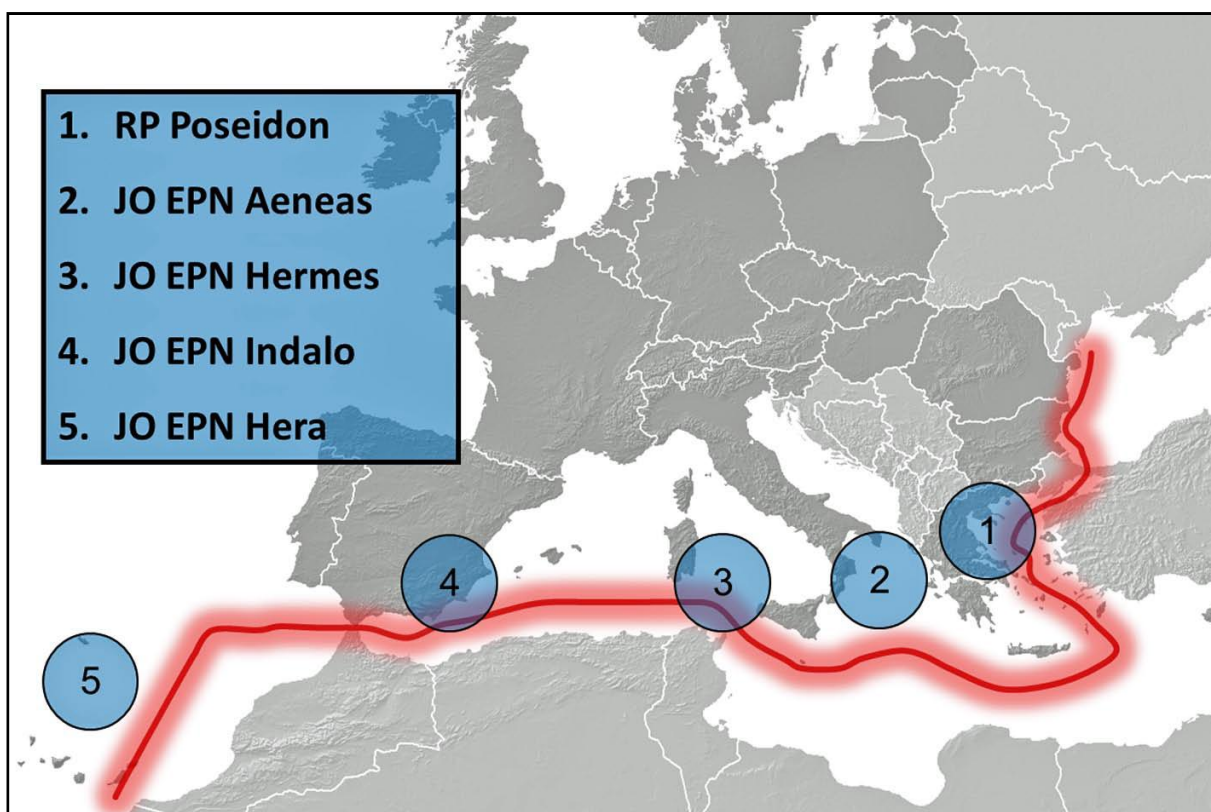 1. RP Poseidon
2. JO EPN Aeneas
3. JO EPN Hermes
4. JO EPN Indalo
5. JO EPN Hera
1
4
3
2
5